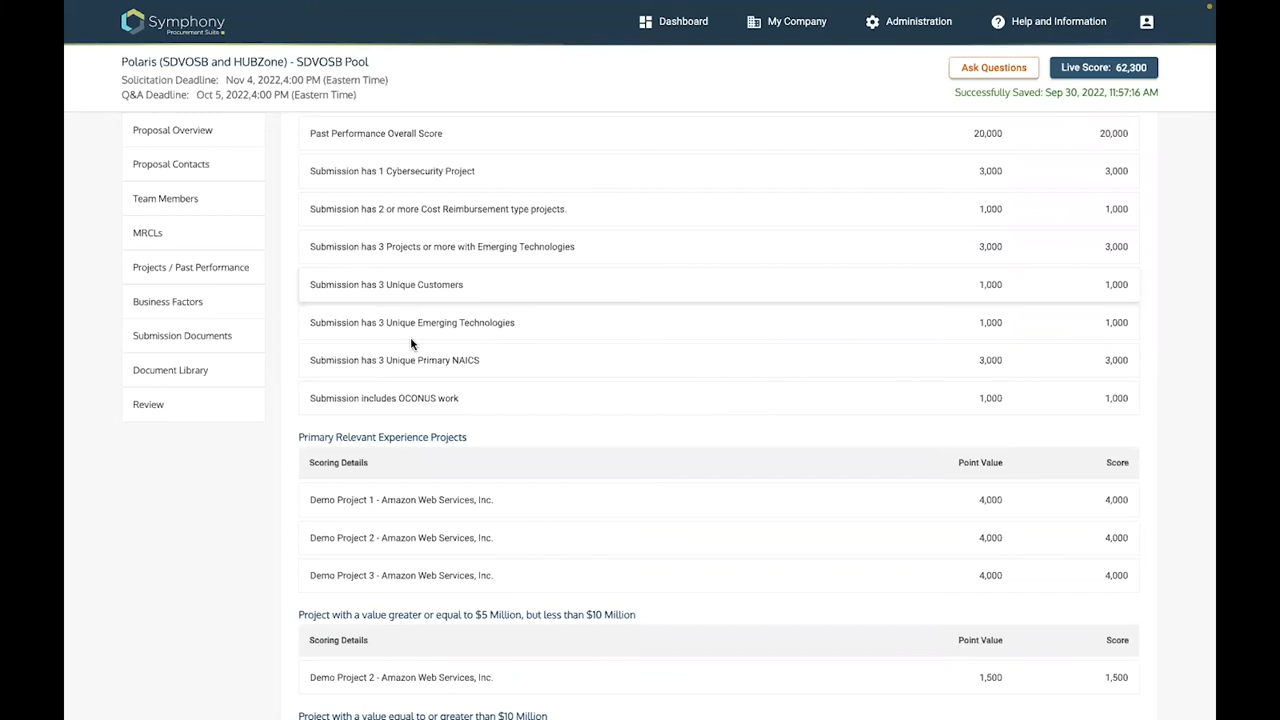 Symphony
Procurement Suite
Dashboard
My Company
Administration
Help and Information
Polaris (SDVOSB and HUBZone) - SDVOSB Pool
Solicitation Deadline: Nov 4, 2022,4:00 PM (Eastern Time)
Q&A Deadline: Oct 5, 2022,4:00 PM (Eastern Time)
Ask Questions
Live Score: 62,300
Successfully Saved: Sep 30, 2022, 11:57:16 AM
Proposal Overview
Proposal Contacts
Team Members
MRCLs
Projects / Past Performance
Business Factors
Submission Documents
Document Library
Review
Past Performance Overall Score 20,000 20,000
Submission has 1 Cybersecurity Project 3,000 3,000
Submission has 2 or more Cost Reimbursement type projects. 1,000 1,000
Submission has 3 Projects or more with Emerging Technologies 3,000 3,000
Submission has 3 Unique Customers 1,000 1,000
Submission has 3 Unique Emerging Technologies 1,000 1,000
Submission has 3 Unique Primary NAICS 3,000 3,000
Submission includes OCONUS work 1,000 1,000
Primary Relevant Experience Projects
Scoring Details Point Value Score
Demo Project 1 - Amazon Web Services, Inc. 4,000 4,000
Demo Project 2 - Amazon Web Services, Inc. 4,000 4,000
Demo Project 3 - Amazon Web Services, Inc. 4,000 4,000
Project with a value greater or equal to $5 Million, but less than $10 Million
Scoring Details Point Value Score
Demo Project 2 - Amazon Web Services, Inc. 1,500 1,500
Project with a value equal to or greater than $10 Million